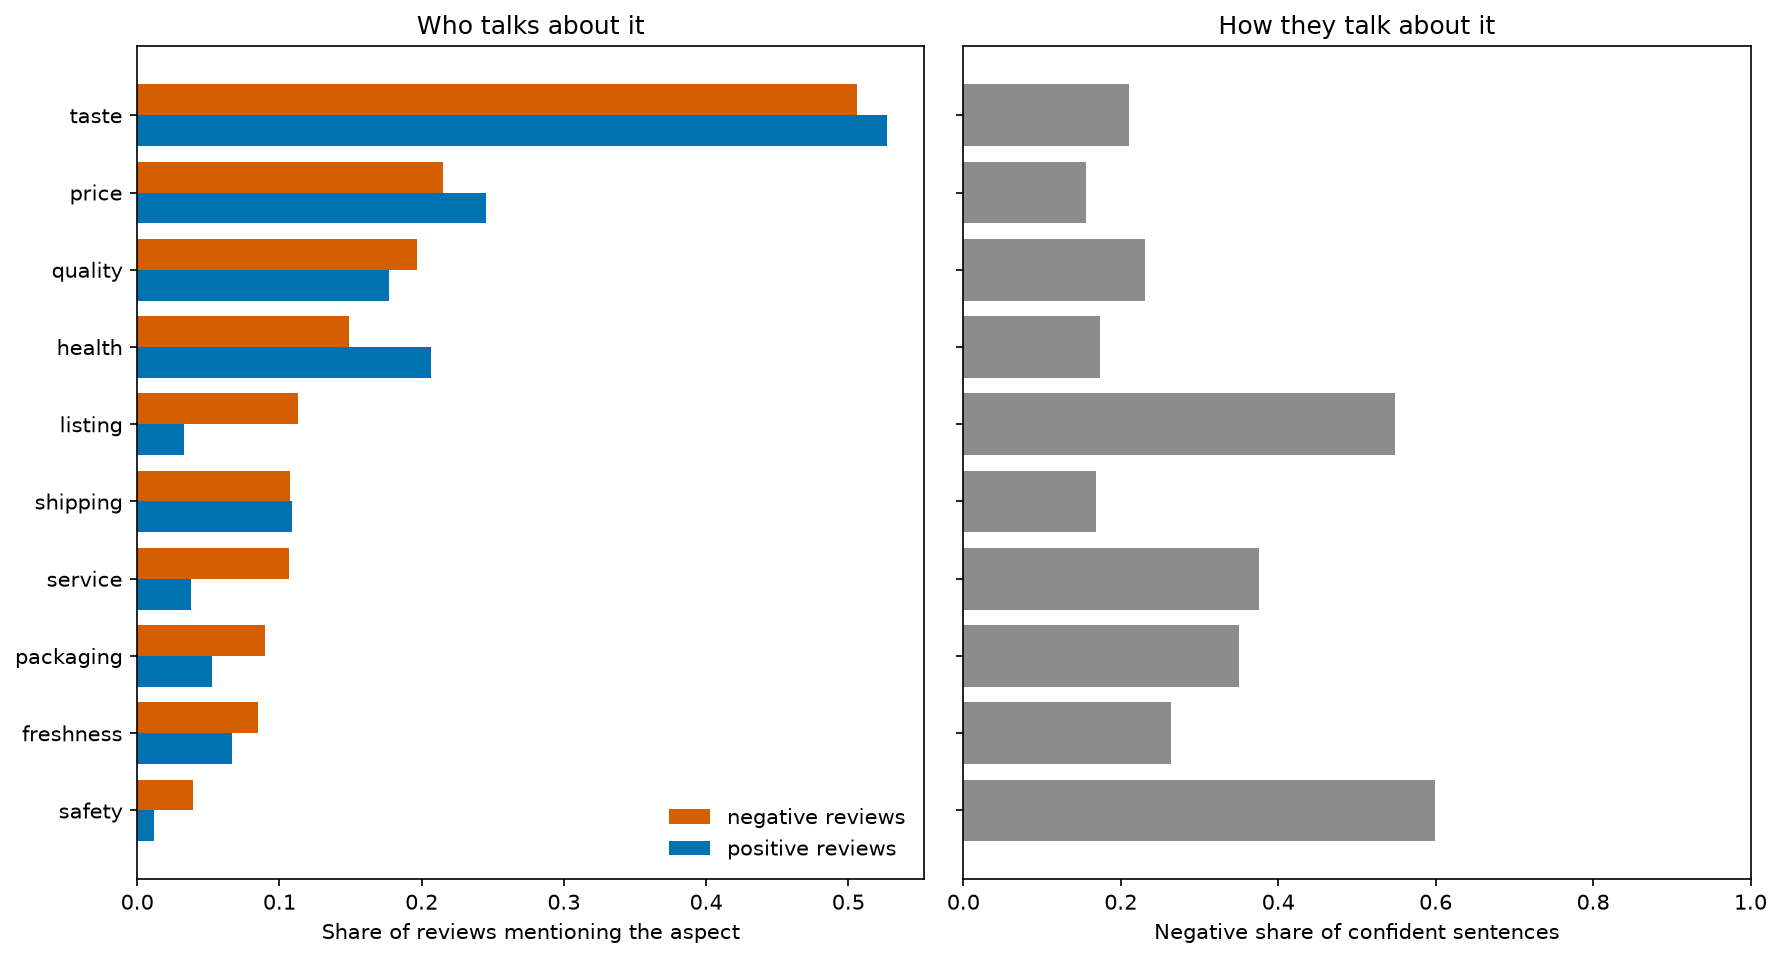 Who talks about it
taste
price
quality
health
listing
shipping
service
packaging
freshness
safety
negative reviews
positive reviews
0.0 0.1 0.2 0.3 0.4 0.5
Share of reviews mentioning the aspect
How they talk about it
0.0 0.2 0.4 0.6 0.8 1.0
Negative share of confident sentences